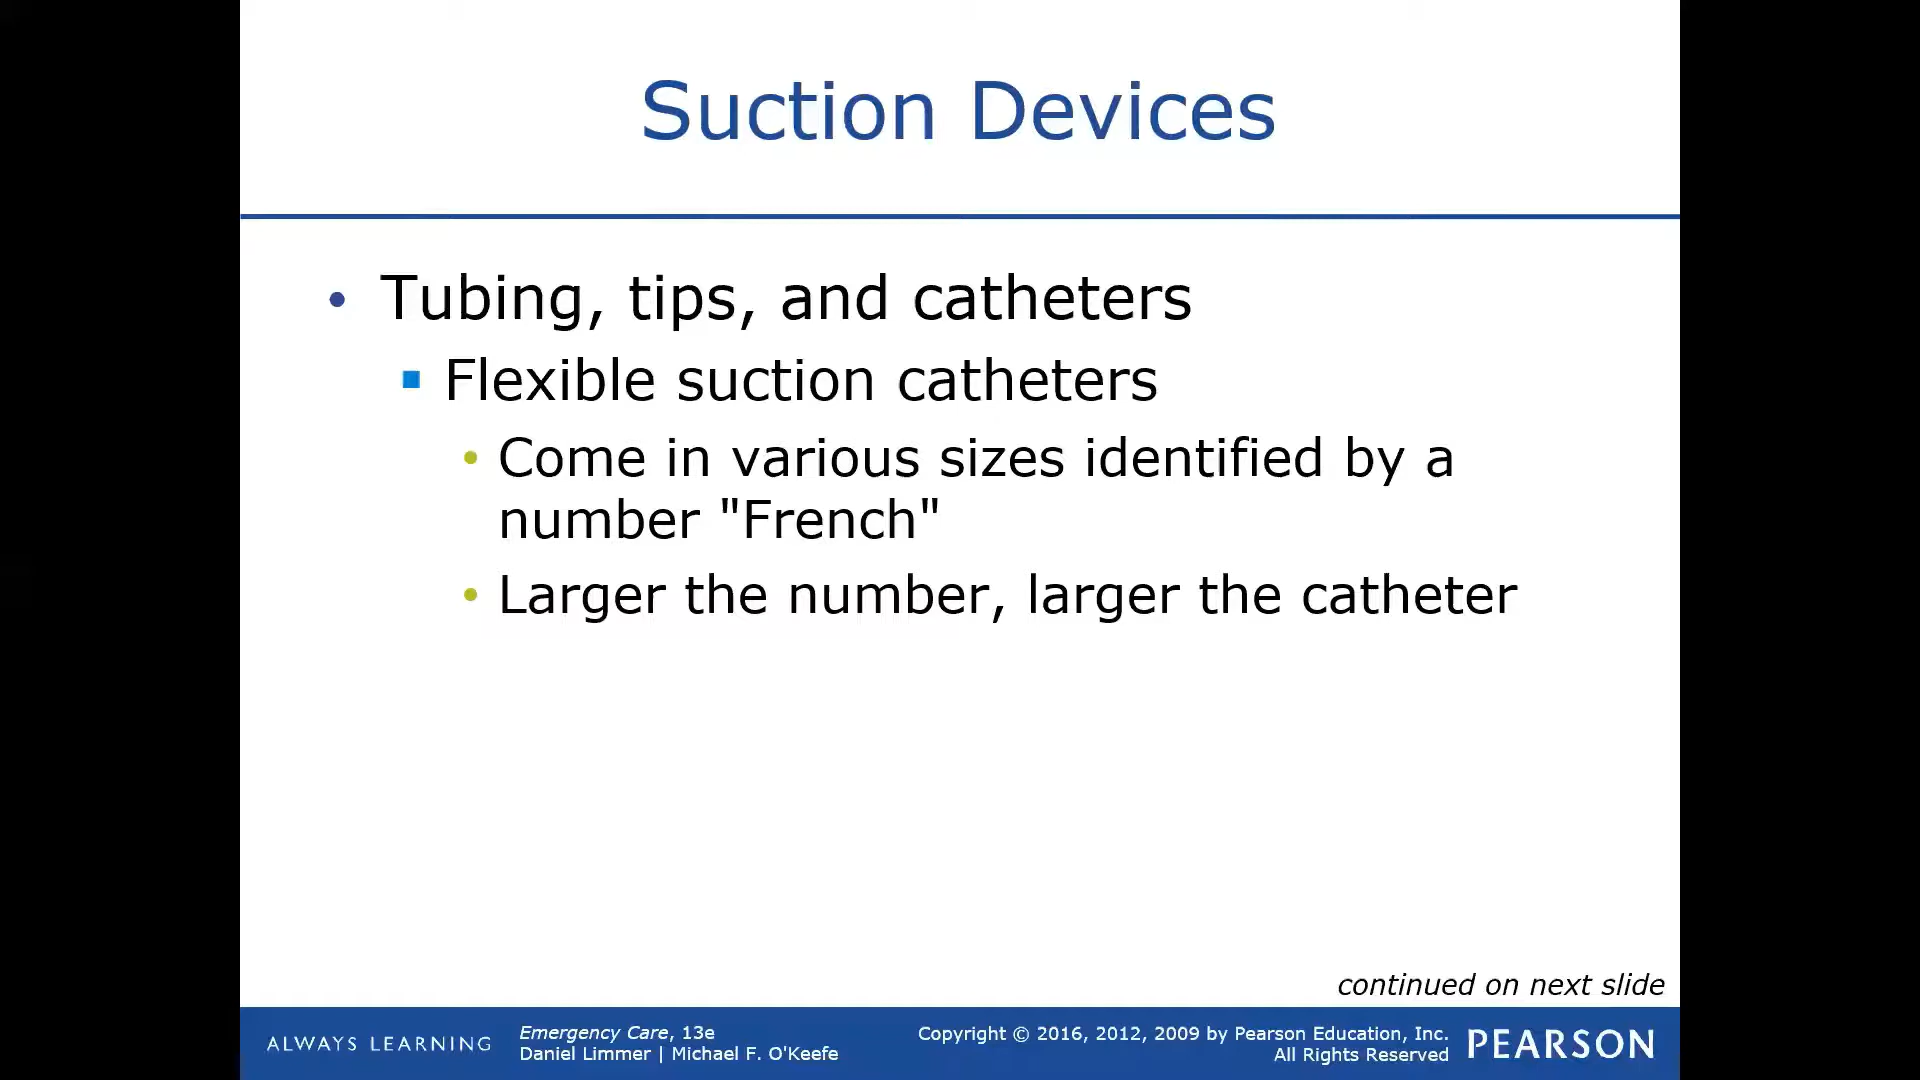 Suction Devices
• Tubing, tips, and catheters
▪ Flexible suction catheters
• Come in various sizes identified by a
number "French"
• Larger the number, larger the catheter
continued on next slide
ALWAYS LEARNING
Emergency Care, 13e
Daniel Limmer | Michael F. O'Keefe
Copyright © 2016, 2012, 2009 by Pearson Education, Inc.
All Rights Reserved
PEARSON